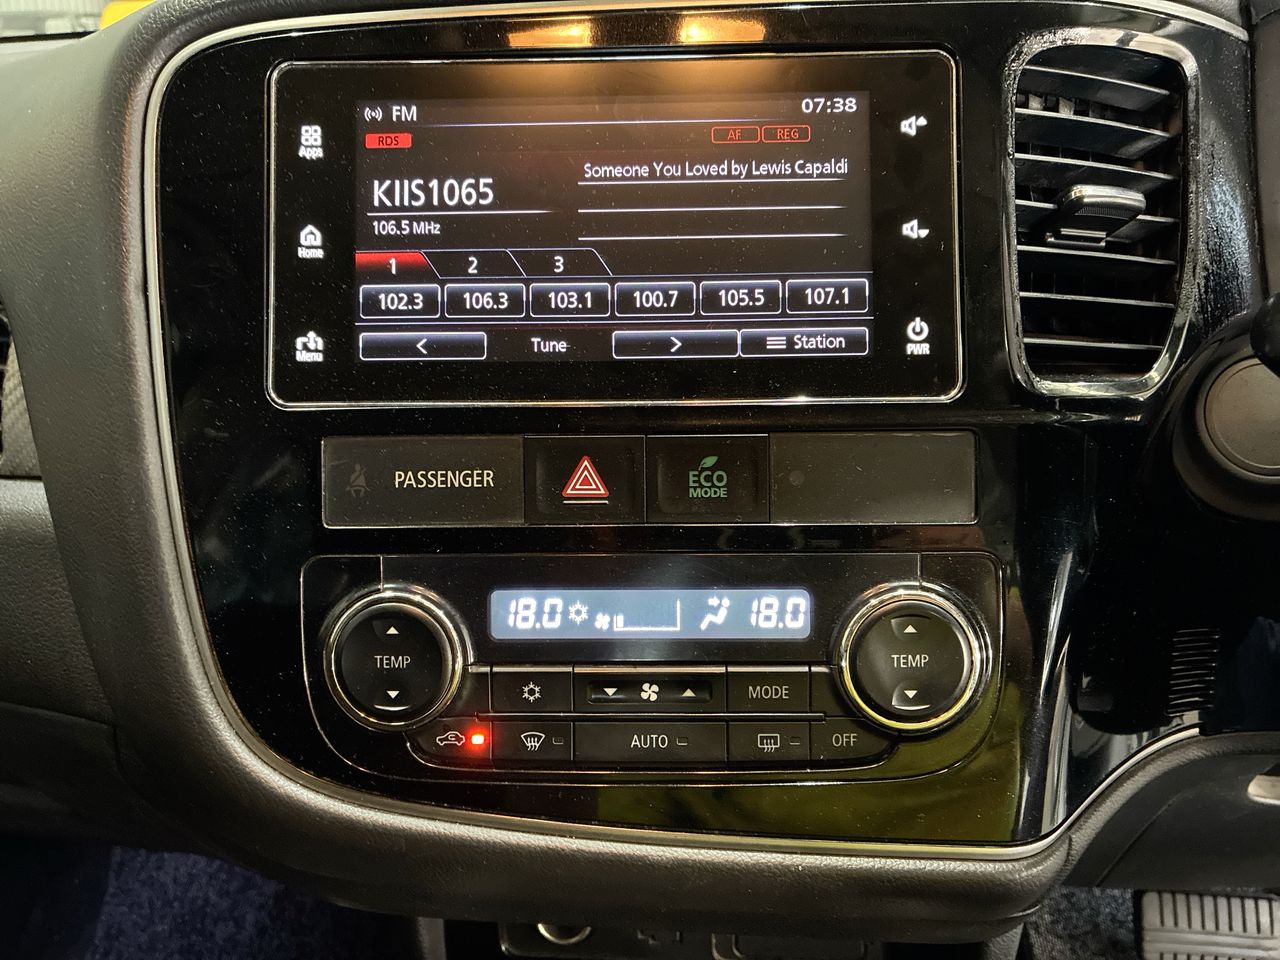 FM
07:38
RDS
AF REG
Someone You Loved by Lewis Capaldi
KIIS1065
106.5 MHz
1 2 3
102.3 106.3 103.1 100.7 105.5 107.1
< Tune > Station
Apps
Home
Menu
PWR
PASSENGER
ECO
MODE
18.0 18.0
TEMP
TEMP
MODE
AUTO
OFF